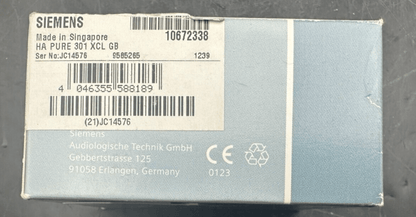 SIEMENS
Made in Singapore 10672338
HA PURE 301 XCL GB
Ser No:JC14576 9585265 1239
4 046355 588189
(21)JC14576
Siemens
Audiologische Technik GmbH
Gebbertstrasse 125
91058 Erlangen, Germany
CE
0123